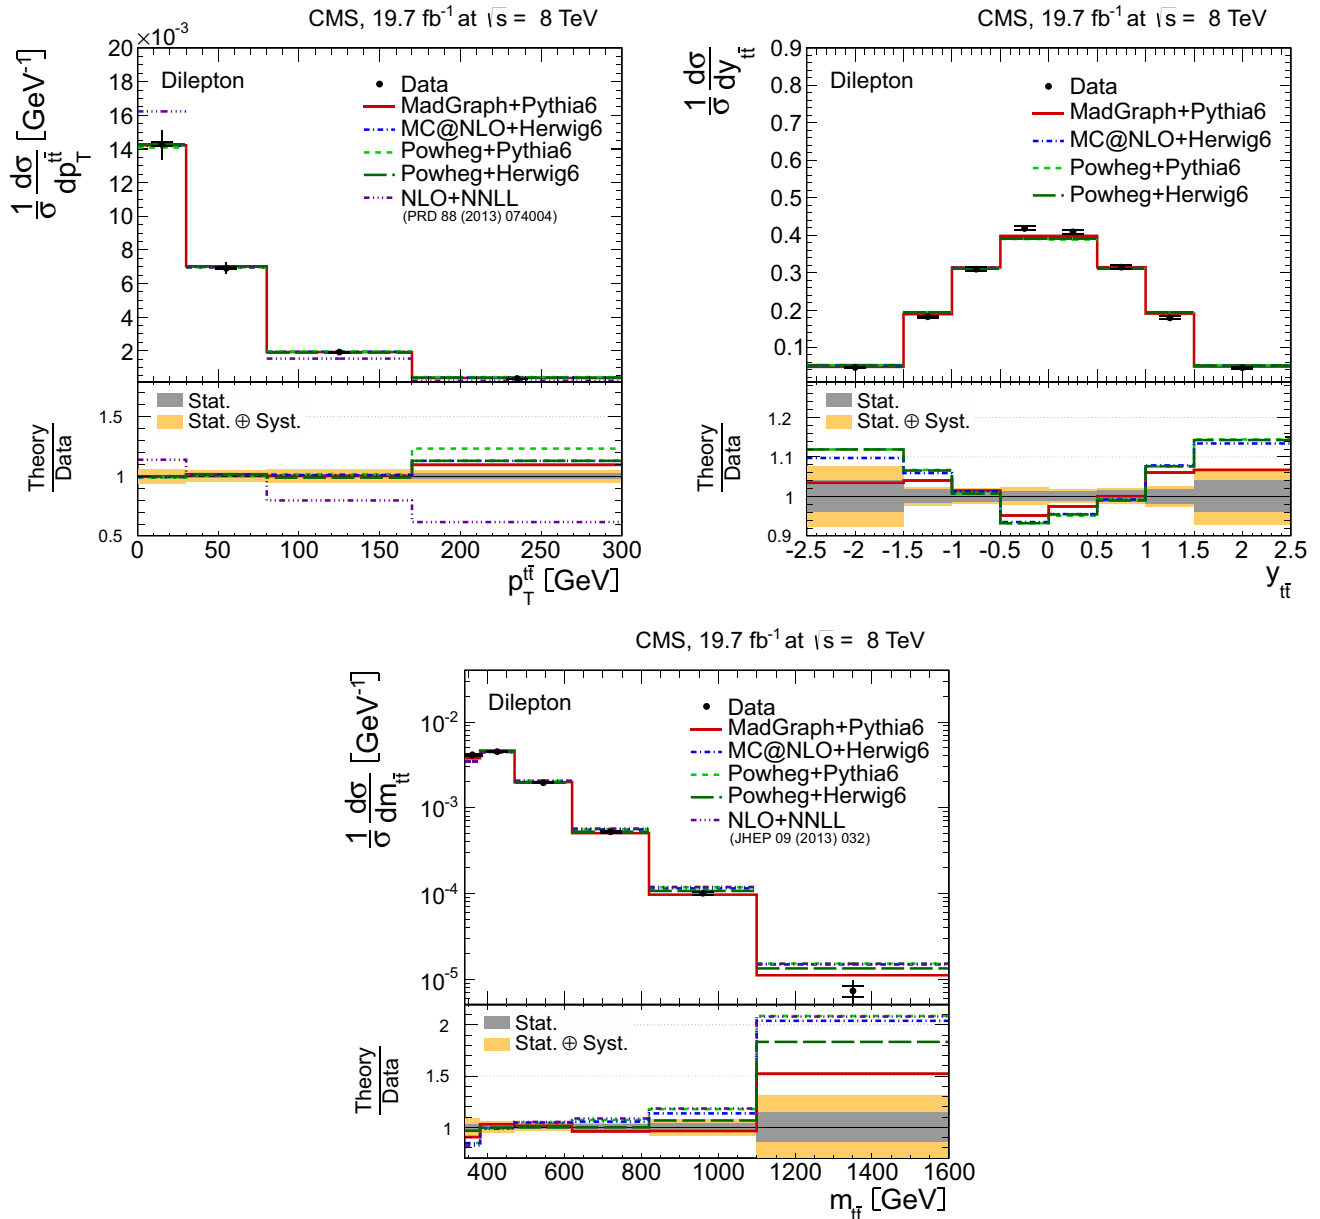 CMS, 19.7 fb⁻¹ at √s = 8 TeV
×10⁻³
1/σ dσ/dp_T^tt̄ [GeV⁻¹]
Dilepton
Data
MadGraph+Pythia6
MC@NLO+Herwig6
Powheg+Pythia6
Powheg+Herwig6
NLO+NNLL
(PRD 88 (2013) 074004)
20
18
16
14
12
10
8
6
4
2
Theory/Data
Stat.
Stat. ⊕ Syst.
1.5
1
0.5
0 50 100 150 200 250 300
p_T^tt̄ [GeV]
CMS, 19.7 fb⁻¹ at √s = 8 TeV
1/σ dσ/dy_tt̄
Dilepton
Data
MadGraph+Pythia6
MC@NLO+Herwig6
Powheg+Pythia6
Powheg+Herwig6
0.9
0.8
0.7
0.6
0.5
0.4
0.3
0.2
0.1
Theory/Data
Stat.
Stat. ⊕ Syst.
1.2
1.1
1
0.9
-2.5 -2 -1.5 -1 -0.5 0 0.5 1 1.5 2 2.5
y_tt̄
CMS, 19.7 fb⁻¹ at √s = 8 TeV
1/σ dσ/dm_tt̄ [GeV⁻¹]
Dilepton
Data
MadGraph+Pythia6
MC@NLO+Herwig6
Powheg+Pythia6
Powheg+Herwig6
NLO+NNLL
(JHEP 09 (2013) 032)
10⁻²
10⁻³
10⁻⁴
10⁻⁵
Theory/Data
Stat.
Stat. ⊕ Syst.
2
1.5
1
400 600 800 1000 1200 1400 1600
m_tt̄ [GeV]